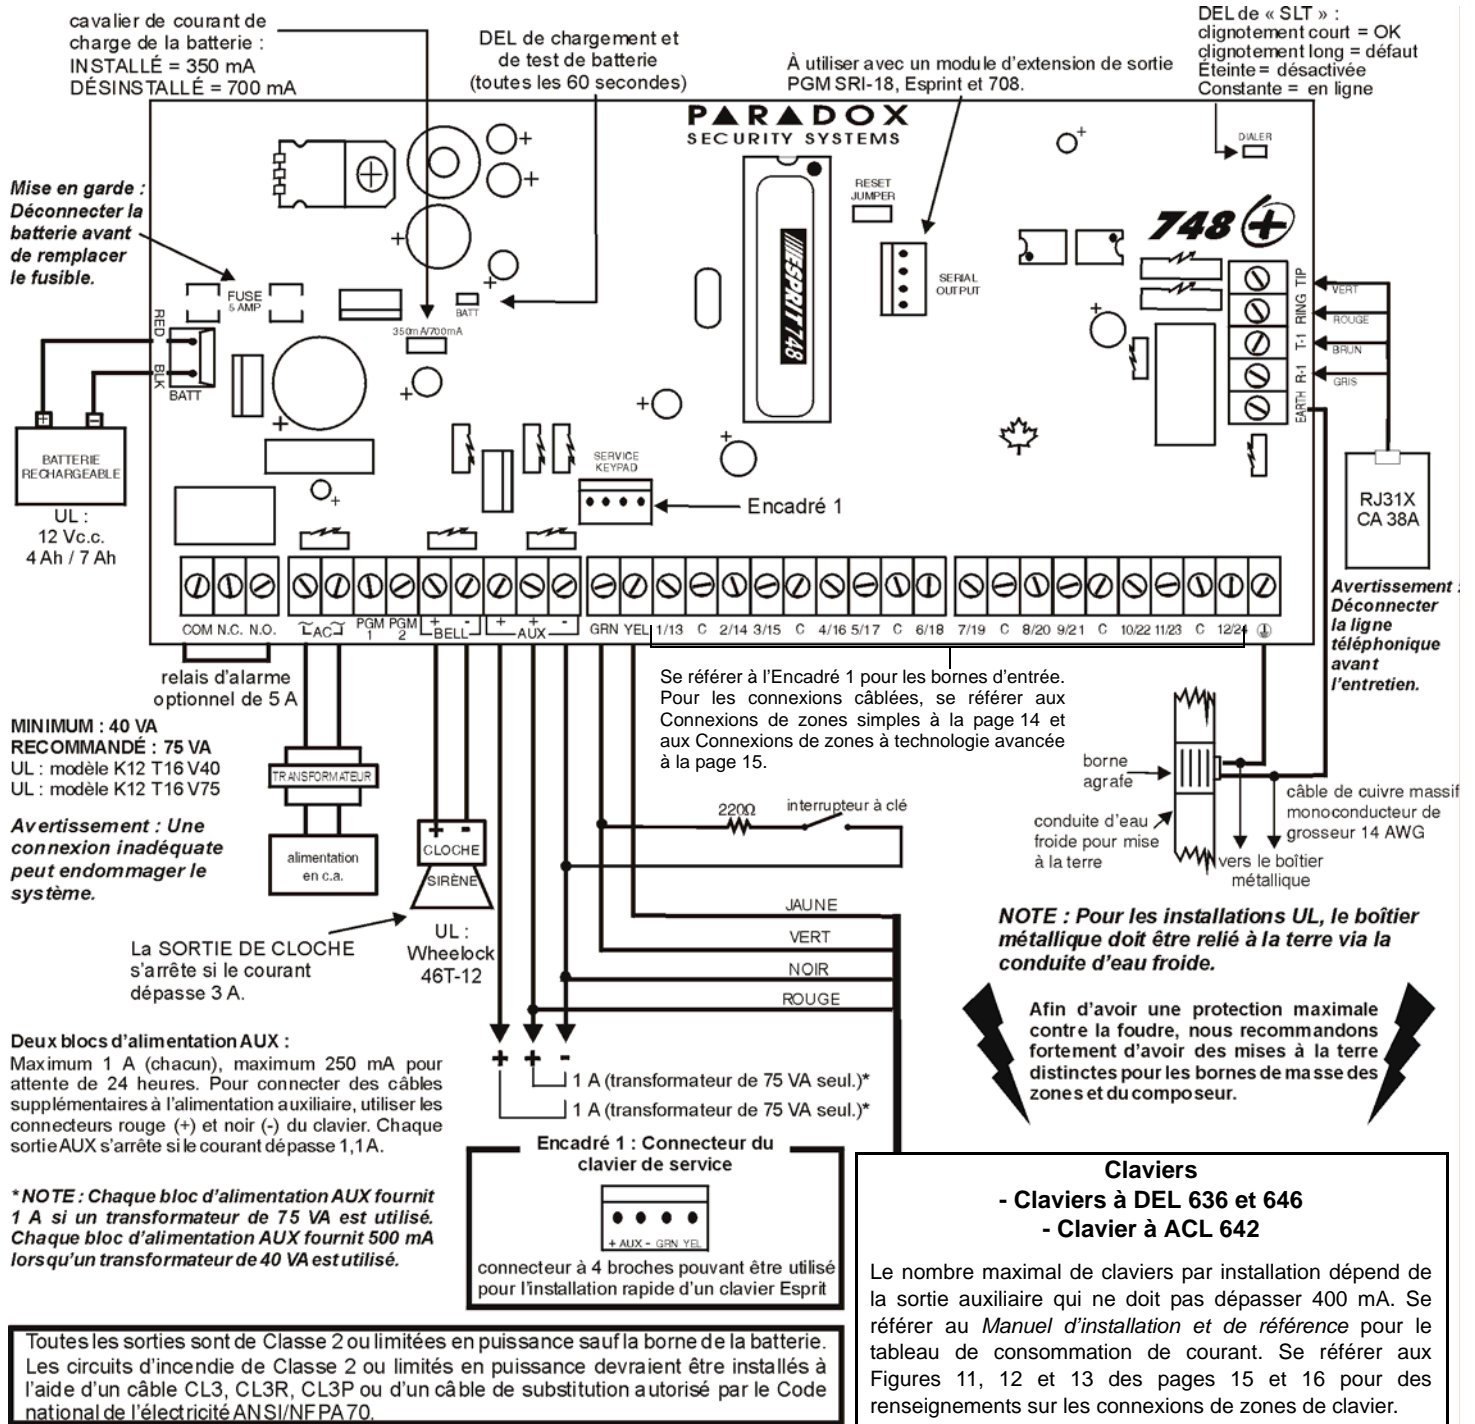 cavalier de courant de
charge de la batterie :
INSTALLÉ = 350 mA
DÉSINSTALLÉ = 700 mA
DEL de chargement et
de test de batterie
(toutes les 60 secondes)
À utiliser avec un module d'extension de sortie
PGM SRI-18, Esprint et 708.
DEL de « SLT » :
clignotement court = OK
clignotement long = défaut
Éteinte = désactivée
Constante = en ligne
PARADOX
SECURITY SYSTEMS
DIALER
RESET
JUMPER
748+
Mise en garde :
Déconnecter la
batterie avant
de remplacer
le fusible.
FUSE
5 AMP
BATT
350mA/700mA
ESPRIT 748
SERIAL
OUTPUT
TIP
RING
T-1
R-1
EARTH
VERT
ROUGE
BRUN
GRIS
RED
BLK
BATT
+
-
BATTERIE
RECHARGEABLE
UL :
12 Vc.c.
4 Ah / 7 Ah
SERVICE
KEYPAD
Encadré 1
RJ31X
CA 38A
Avertissement :
Déconnecter
la ligne
téléphonique
avant
l'entretien.
COM N.C. N.O. ~AC~ PGM 1 PGM 2 + BELL - + AUX + - GRN YEL 1/13 C 2/14 3/15 C 4/16 5/17 C 6/18 7/19 C 8/20 9/21 C 10/22 11/23 C 12/24
relais d'alarme
optionnel de 5 A
Se référer à l'Encadré 1 pour les bornes d'entrée.
Pour les connexions câblées, se référer aux
Connexions de zones simples à la page 14 et
aux Connexions de zones à technologie avancée
à la page 15.
MINIMUM : 40 VA
RECOMMANDÉ : 75 VA
UL : modèle K12 T16 V40
UL : modèle K12 T16 V75
TRANSFORMATEUR
alimentation
en c.a.
Avertissement : Une
connexion inadéquate
peut endommager le
système.
+ -
CLOCHE
SIRÈNE
UL :
Wheelock
46T-12
La SORTIE DE CLOCHE
s'arrête si le courant
dépasse 3 A.
220Ω
interrupteur à clé
borne
agrafe
conduite d'eau
froide pour mise
à la terre
câble de cuivre massif
monoconducteur de
grosseur 14 AWG
vers le boîtier
métallique
JAUNE
VERT
NOIR
ROUGE
NOTE : Pour les installations UL, le boîtier
métallique doit être relié à la terre via la
conduite d'eau froide.
Afin d'avoir une protection maximale
contre la foudre, nous recommandons
fortement d'avoir des mises à la terre
distinctes pour les bornes de masse des
zones et du composeur.
Deux blocs d'alimentation AUX :
Maximum 1 A (chacun), maximum 250 mA pour
attente de 24 heures. Pour connecter des câbles
supplémentaires à l'alimentation auxiliaire, utiliser les
connecteurs rouge (+) et noir (-) du clavier. Chaque
sortie AUX s'arrête si le courant dépasse 1,1 A.
+ + -
1 A (transformateur de 75 VA seul.)*
1 A (transformateur de 75 VA seul.)*
* NOTE : Chaque bloc d'alimentation AUX fournit
1 A si un transformateur de 75 VA est utilisé.
Chaque bloc d'alimentation AUX fournit 500 mA
lorsqu'un transformateur de 40 VA est utilisé.
Encadré 1 : Connecteur du
clavier de service
+ AUX - GRN YEL
connecteur à 4 broches pouvant être utilisé
pour l'installation rapide d'un clavier Esprit
Claviers
- Claviers à DEL 636 et 646
- Clavier à ACL 642
Le nombre maximal de claviers par installation dépend de
la sortie auxiliaire qui ne doit pas dépasser 400 mA. Se
référer au Manuel d'installation et de référence pour le
tableau de consommation de courant. Se référer aux
Figures 11, 12 et 13 des pages 15 et 16 pour des
renseignements sur les connexions de zones de clavier.
Toutes les sorties sont de Classe 2 ou limitées en puissance sauf la borne de la batterie.
Les circuits d'incendie de Classe 2 ou limités en puissance devraient être installés à
l'aide d'un câble CL3, CL3R, CL3P ou d'un câble de substitution autorisé par le Code
national de l'électricité ANSI/NFPA 70.